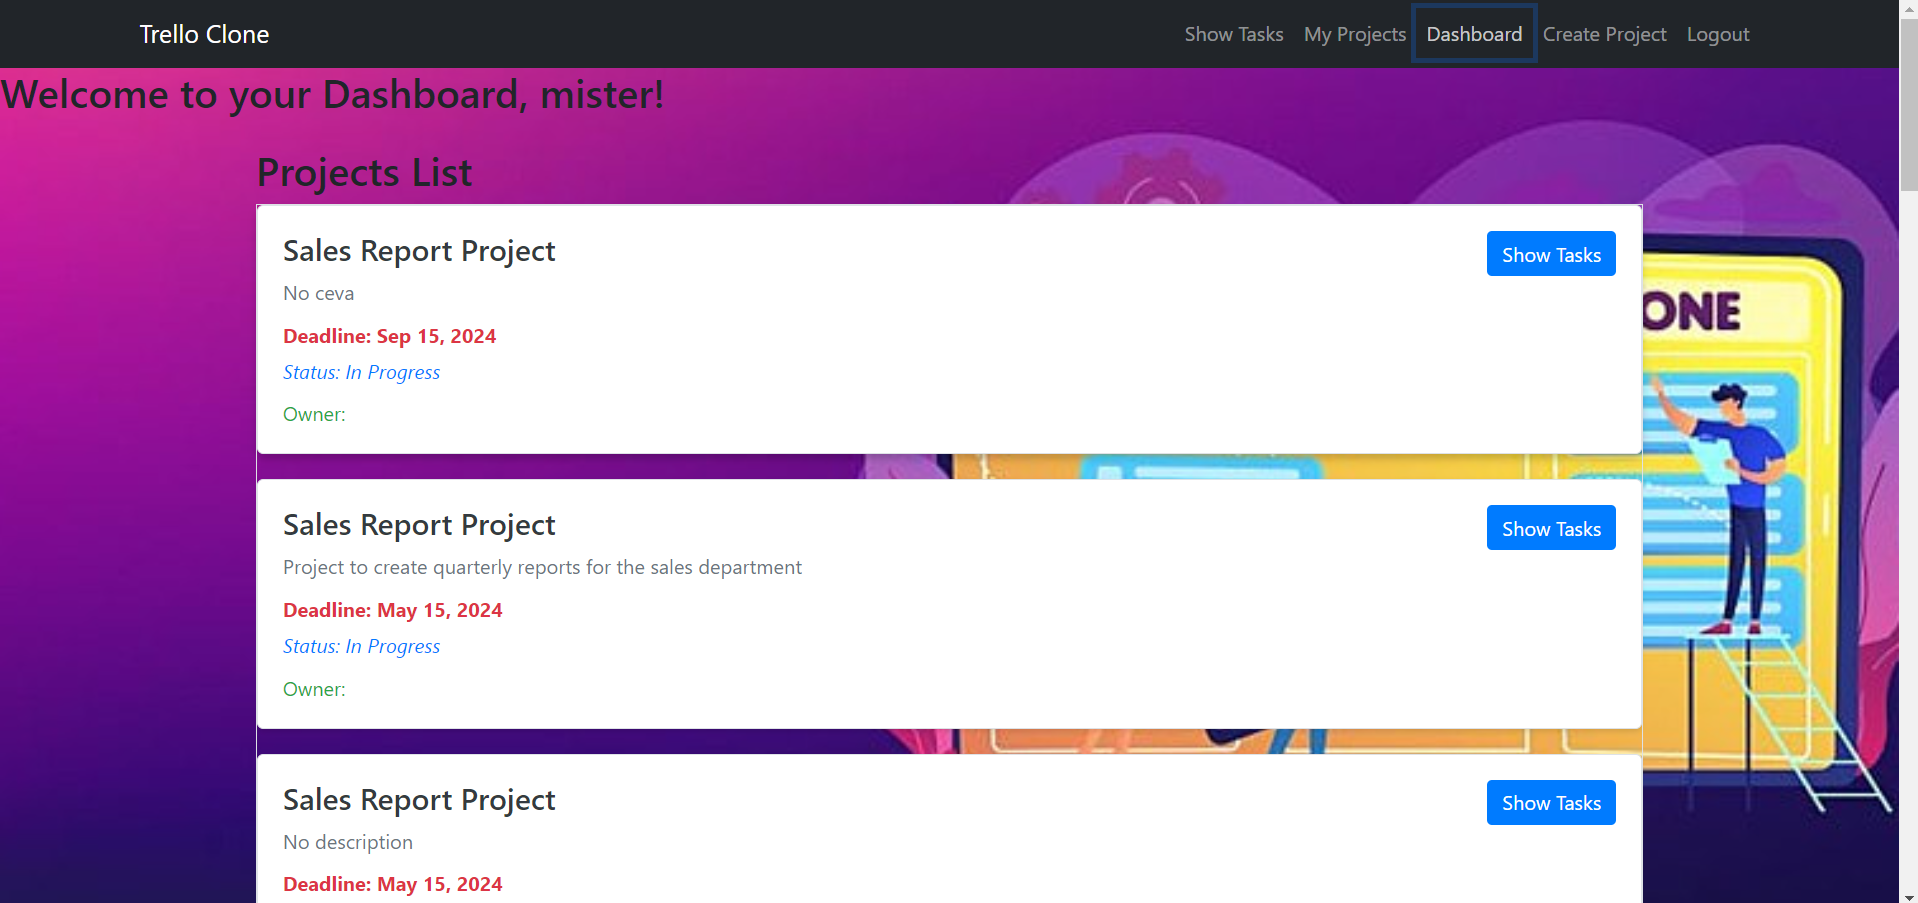 Trello Clone
Show Tasks
My Projects
Dashboard
Create Project
Logout
Welcome to your Dashboard, mister!
Projects List
Sales Report Project
Show Tasks
No ceva
Deadline: Sep 15, 2024
Status: In Progress
Owner:
ONE
Sales Report Project
Show Tasks
Project to create quarterly reports for the sales department
Deadline: May 15, 2024
Status: In Progress
Owner:
Sales Report Project
Show Tasks
No description
Deadline: May 15, 2024